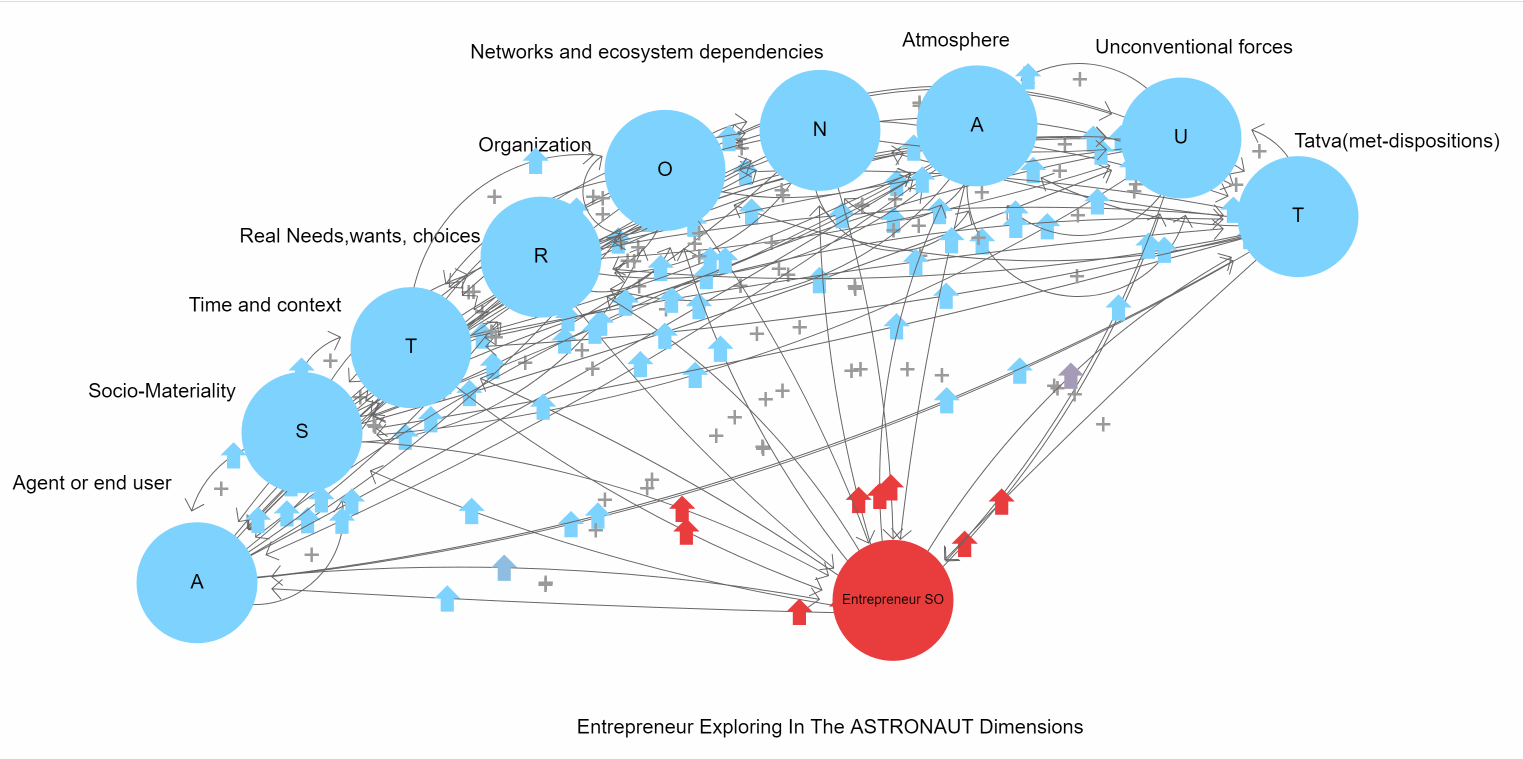 Atmosphere
Unconventional forces
Networks and ecosystem dependencies
N
A
U
Organization
Tatva(met-dispositions)
O
T
Real Needs,wants, choices
R
Time and context
T
Socio-Materiality
S
Agent or end user
A
Entrepreneur SO
Entrepreneur Exploring In The ASTRONAUT Dimensions